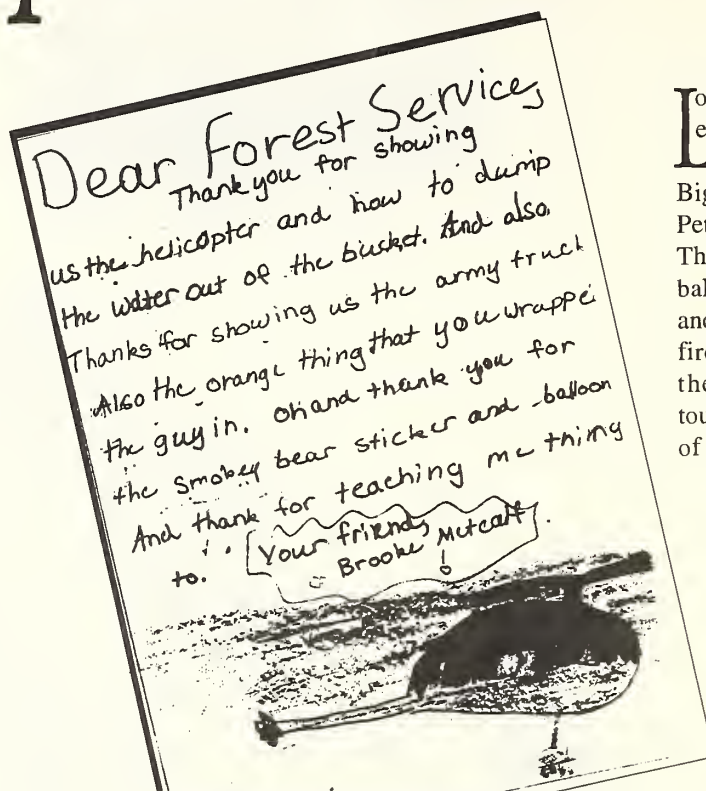 Dear Forest Service,
Thank you for showing
us the helicopter and how to dump
the water out of the bucket. And also,
Thanks for showing us the army truck
Also the orange thing that you wrappe
the guy in. Oh and thank you for
the smokey bear sticker and balloon
And thank for teaching me thing
to.
Your friend,
Brooke Metcalf
Big
Per
Th
bal
and
fire
the
tou
of